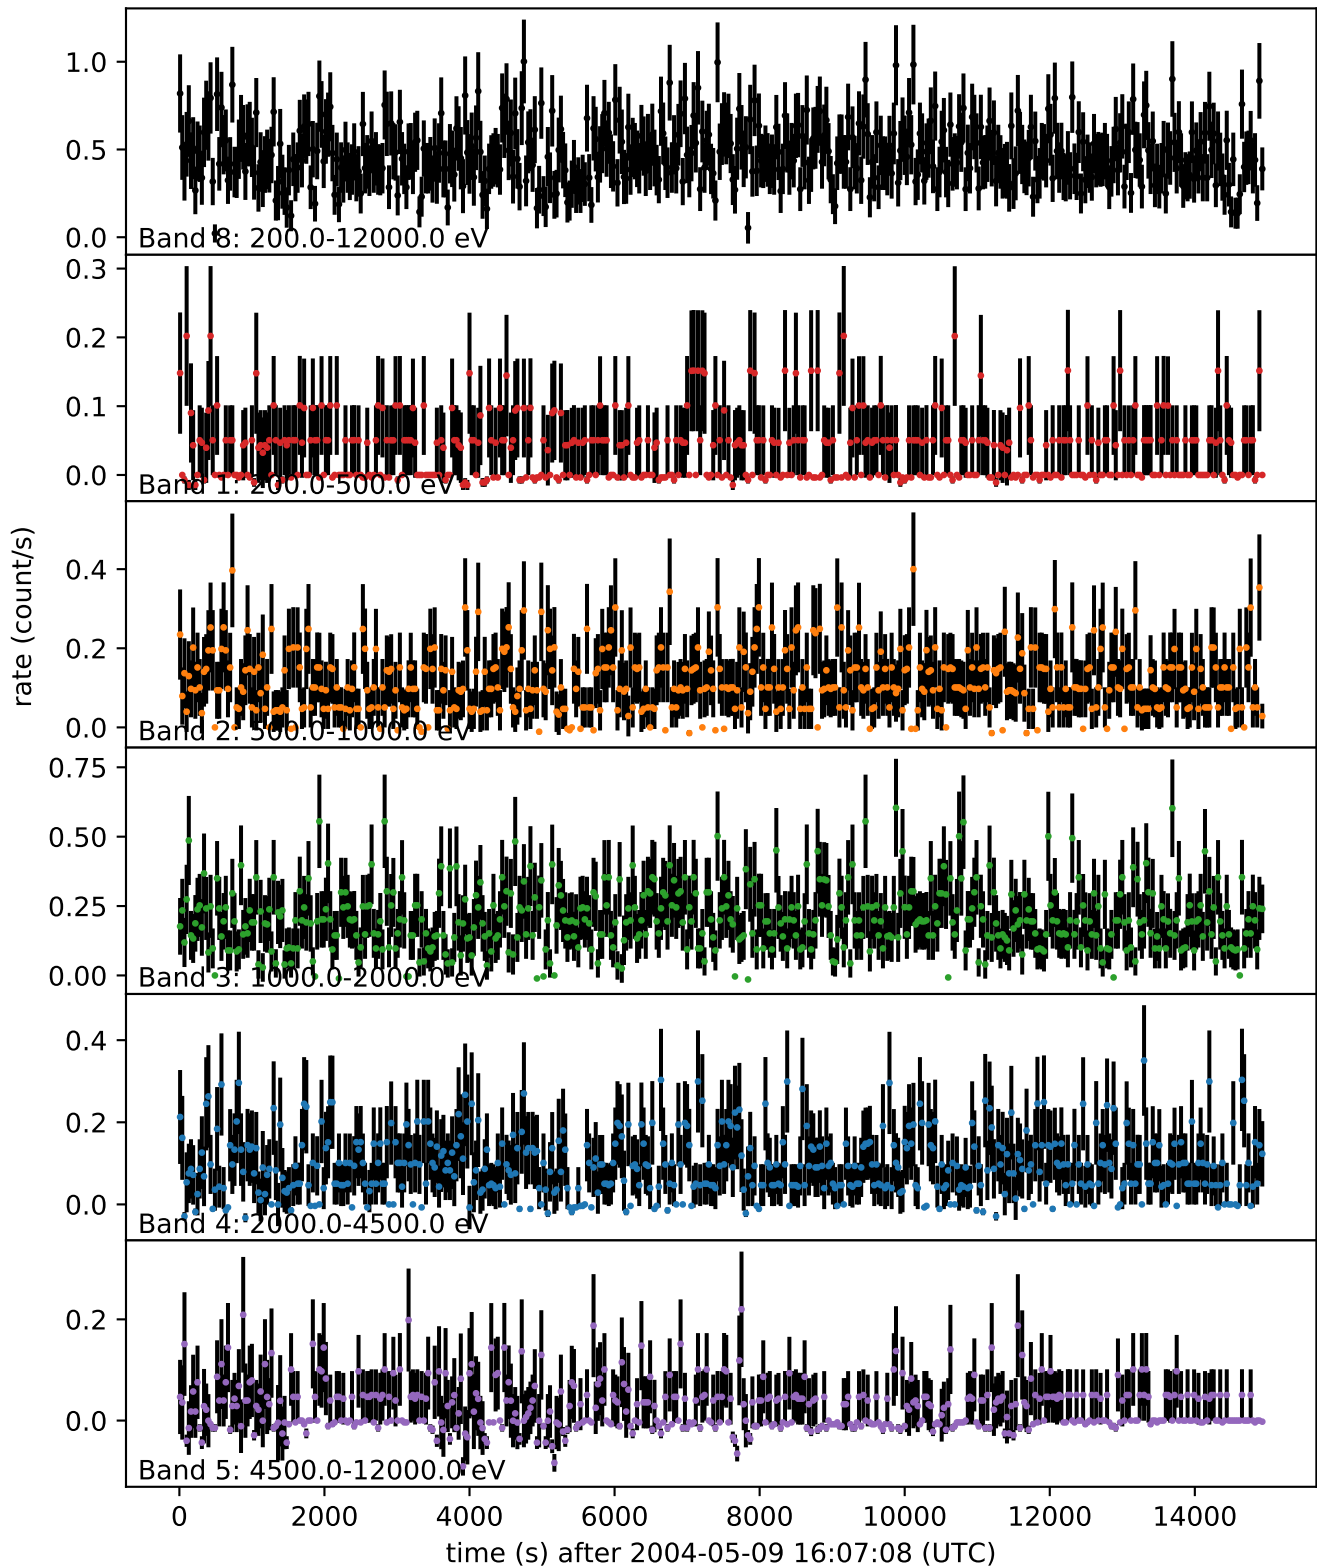 1.0
0.5
0.0
Band 8: 200.0-12000.0 eV
0.3
0.2
0.1
0.0
Band 1: 200.0-500.0 eV
0.4
0.2
0.0
Band 2: 500.0-1000.0 eV
rate (count/s)
0.75
0.50
0.25
0.00
Band 3: 1000.0-2000.0 eV
0.4
0.2
0.0
Band 4: 2000.0-4500.0 eV
0.2
0.0
Band 5: 4500.0-12000.0 eV
0 2000 4000 6000 8000 10000 12000 14000
time (s) after 2004-05-09 16:07:08 (UTC)